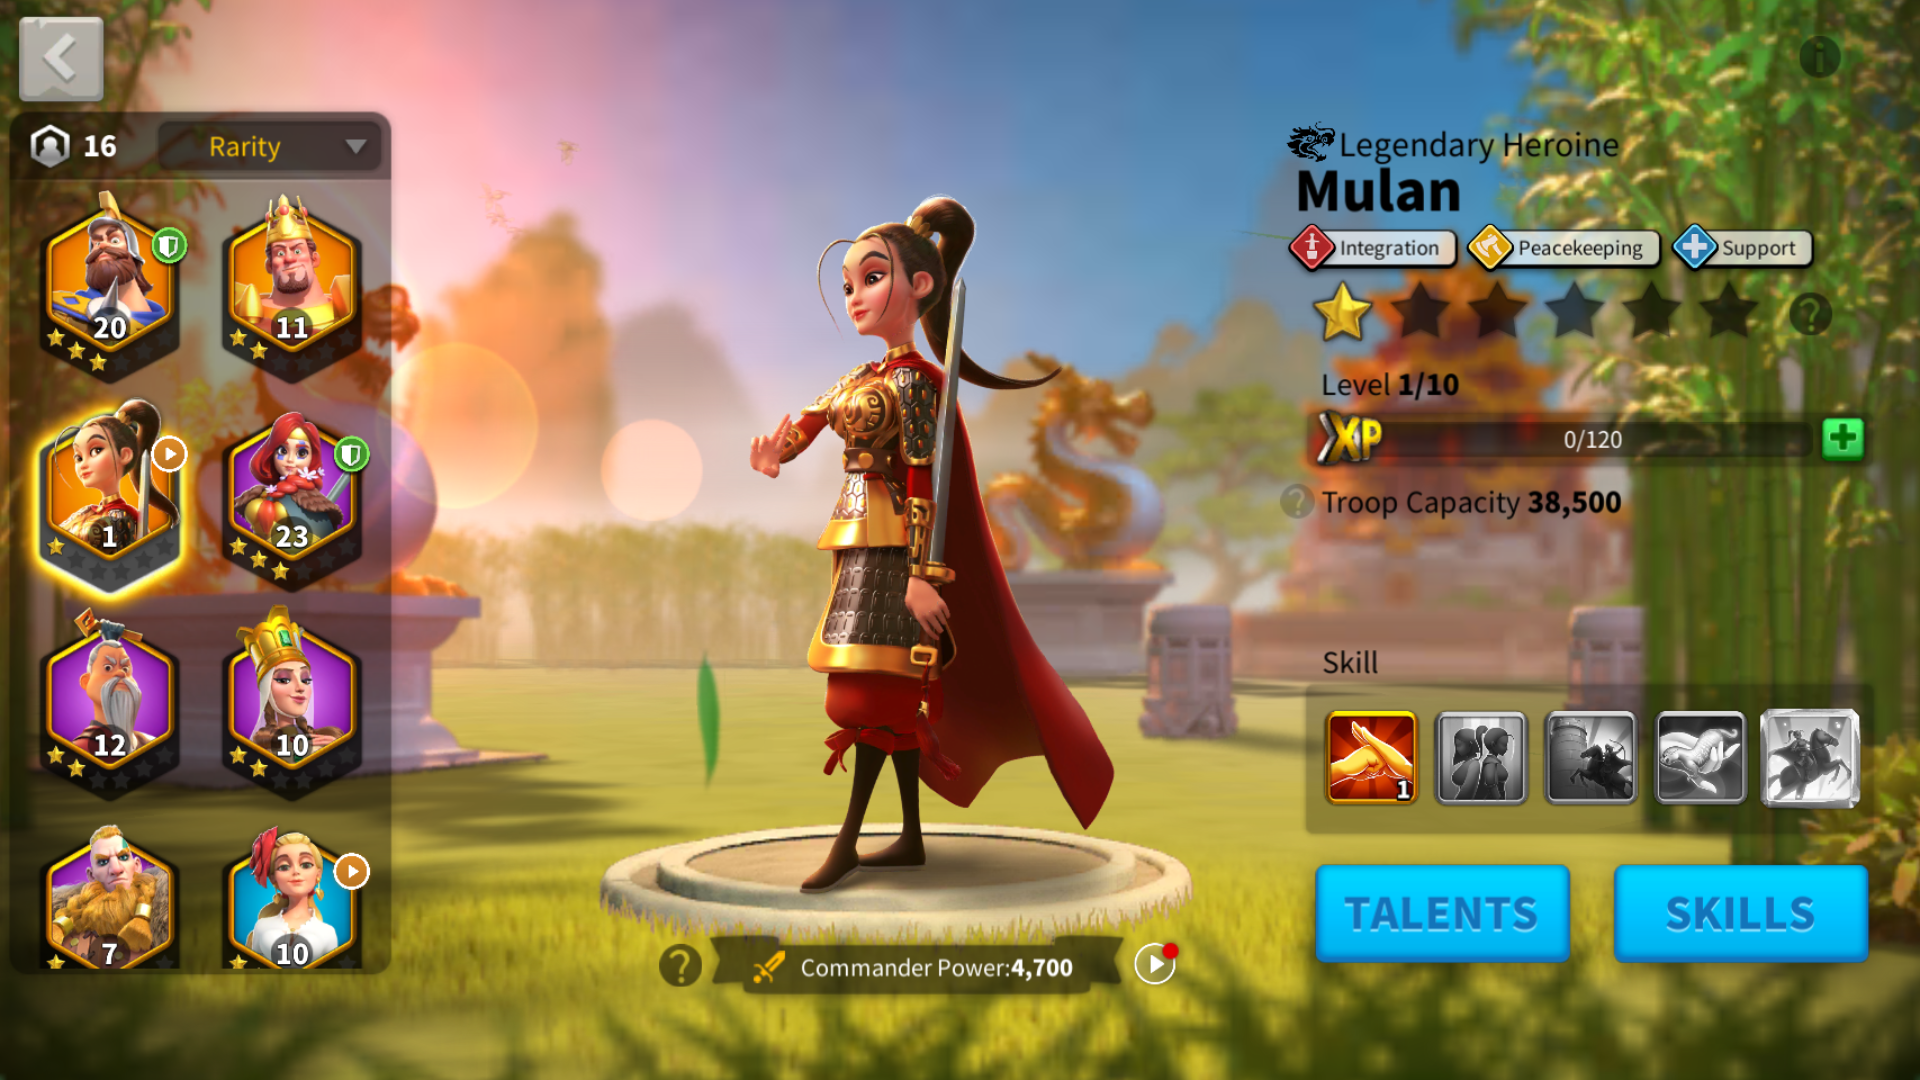 16
Rarity
20
11
1
23
12
10
7
10
Legendary Heroine
Mulan
Integration
Peacekeeping
Support
Level 1/10
XP
0/120
Troop Capacity 38,500
Skill
1
TALENTS
SKILLS
Commander Power:4,700